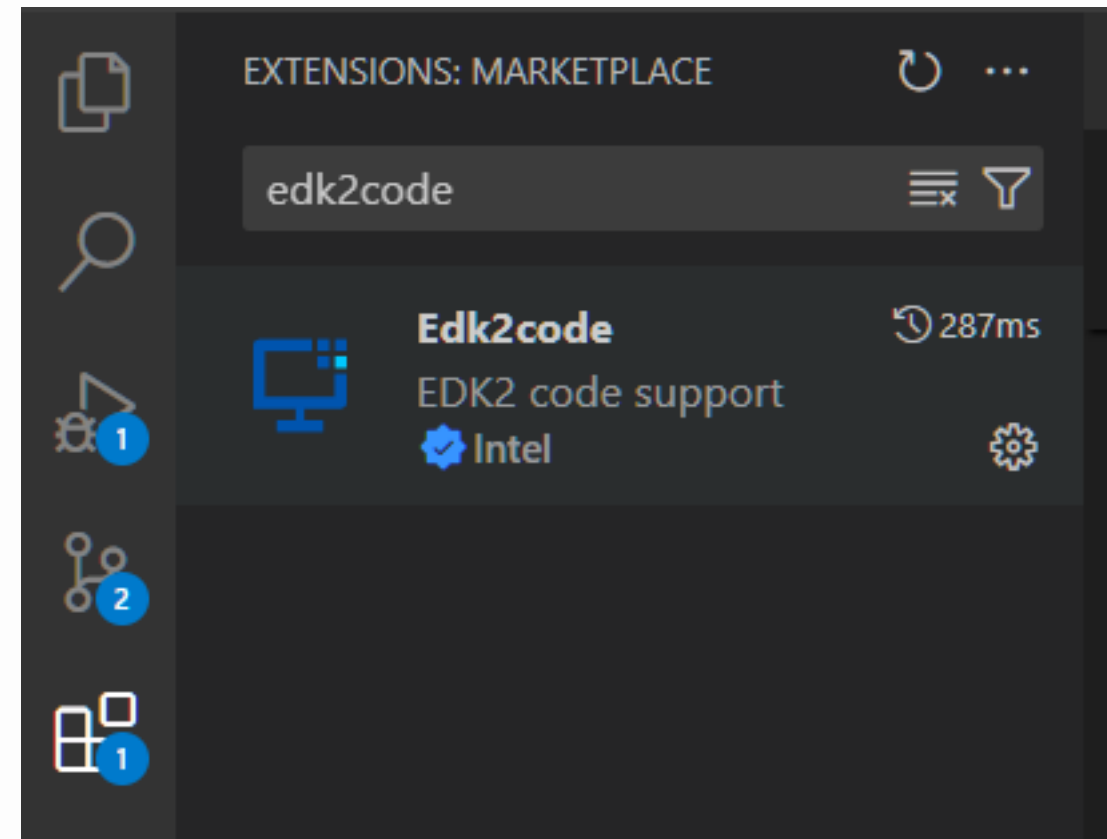 EXTENSIONS: MARKETPLACE
edk2code
Edk2code 287ms
EDK2 code support
Intel
1
2
1